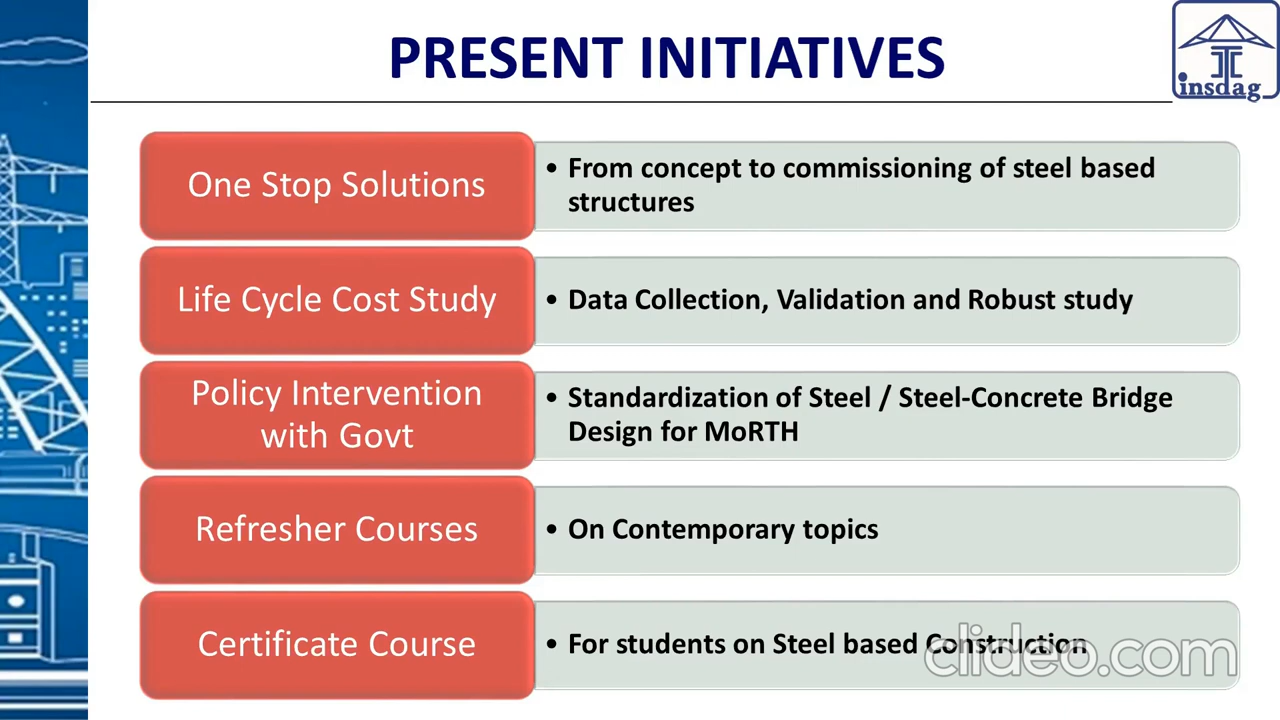 PRESENT INITIATIVES
insdag
One Stop Solutions
• From concept to commissioning of steel based
structures
Life Cycle Cost Study
• Data Collection, Validation and Robust study
Policy Intervention
with Govt
• Standardization of Steel / Steel-Concrete Bridge
Design for MoRTH
Refresher Courses
• On Contemporary topics
Certificate Course
• For students on Steel based Construction
clideo.com